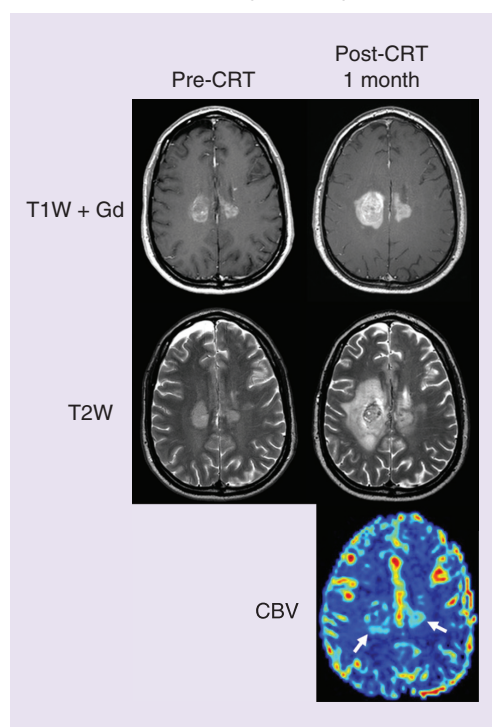 Pre-CRT
Post-CRT
1 month
T1W + Gd
T2W
CBV